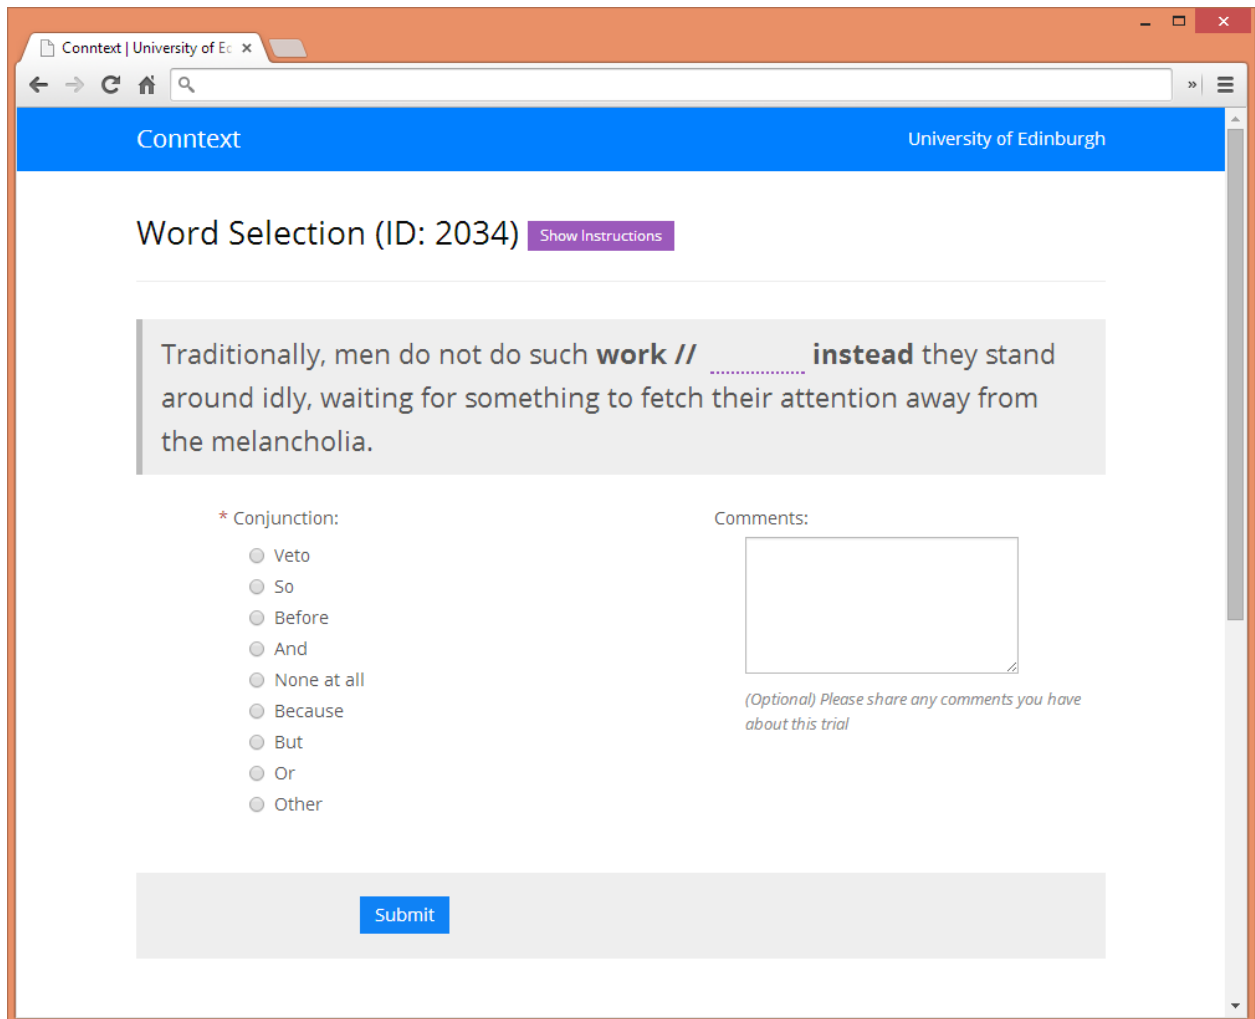 Conntext | University of Ec
Conntext
University of Edinburgh
Word Selection (ID: 2034)
Show Instructions
Traditionally, men do not do such work // ........ instead they stand
around idly, waiting for something to fetch their attention away from
the melancholia.
* Conjunction:
Veto
So
Before
And
None at all
Because
But
Or
Other
Comments:
(Optional) Please share any comments you have
about this trial
Submit